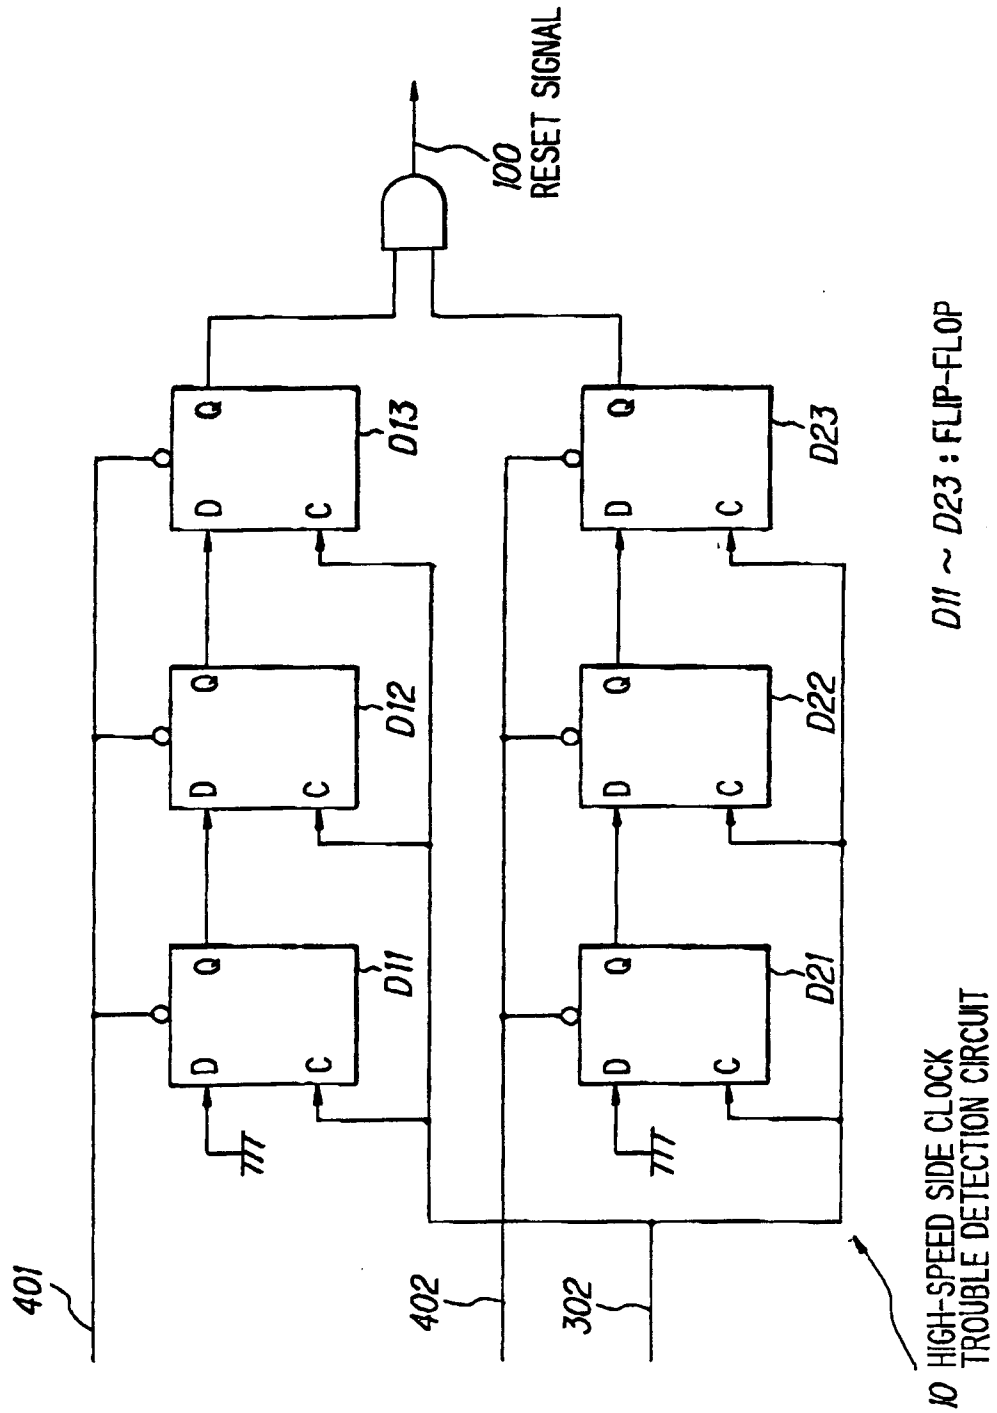 401
D
Q
C
D11
D
Q
C
D12
D
Q
C
D13
100
RESET SIGNAL
402
302
D
Q
C
D21
D
Q
C
D22
D
Q
C
D23
10 HIGH-SPEED SIDE CLOCK
TROUBLE DETECTION CIRCUIT
D11 ~ D23 : FLIP-FLOP